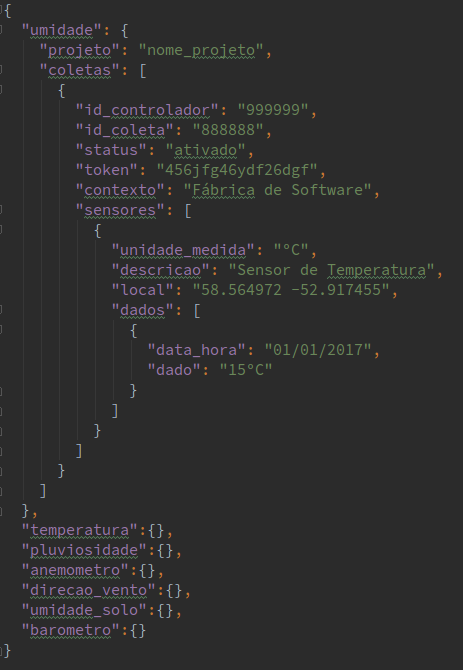 {
  "umidade": {
    "projeto": "nome_projeto",
    "coletas": [
      {
        "id_controlador": "999999",
        "id_coleta": "888888",
        "status": "ativado",
        "token": "456jfg46ydf26dgf",
        "contexto": "Fábrica de Software",
        "sensores": [
          {
            "unidade_medida": "°C",
            "descricao": "Sensor de Temperatura",
            "local": "58.564972 -52.917455",
            "dados": [
              {
                "data_hora": "01/01/2017",
                "dado": "15°C"
              }
            ]
          }
        ]
      }
    ]
  },
  "temperatura":{},
  "pluviosidade":{},
  "anemometro":{},
  "direcao_vento":{},
  "umidade_solo":{},
  "barometro":{}
}